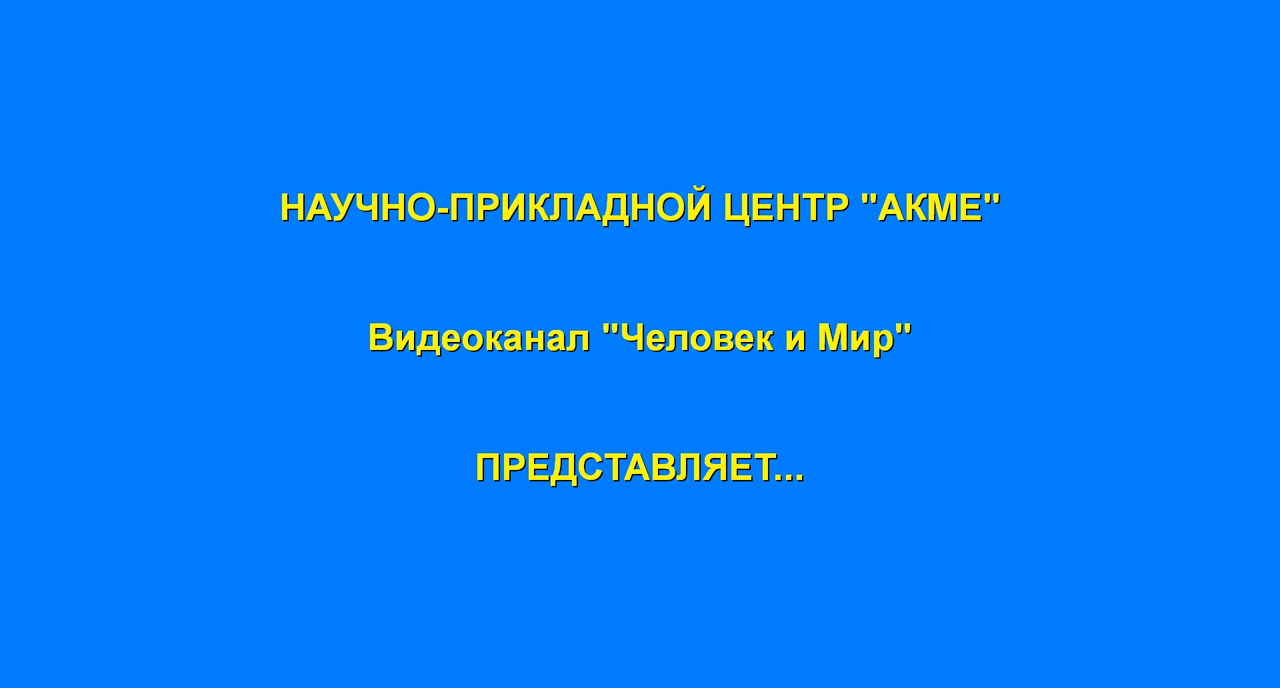 НАУЧНО-ПРИКЛАДНОЙ ЦЕНТР "АКМЕ"
Видеоканал "Человек и Мир"
ПРЕДСТАВЛЯЕТ...